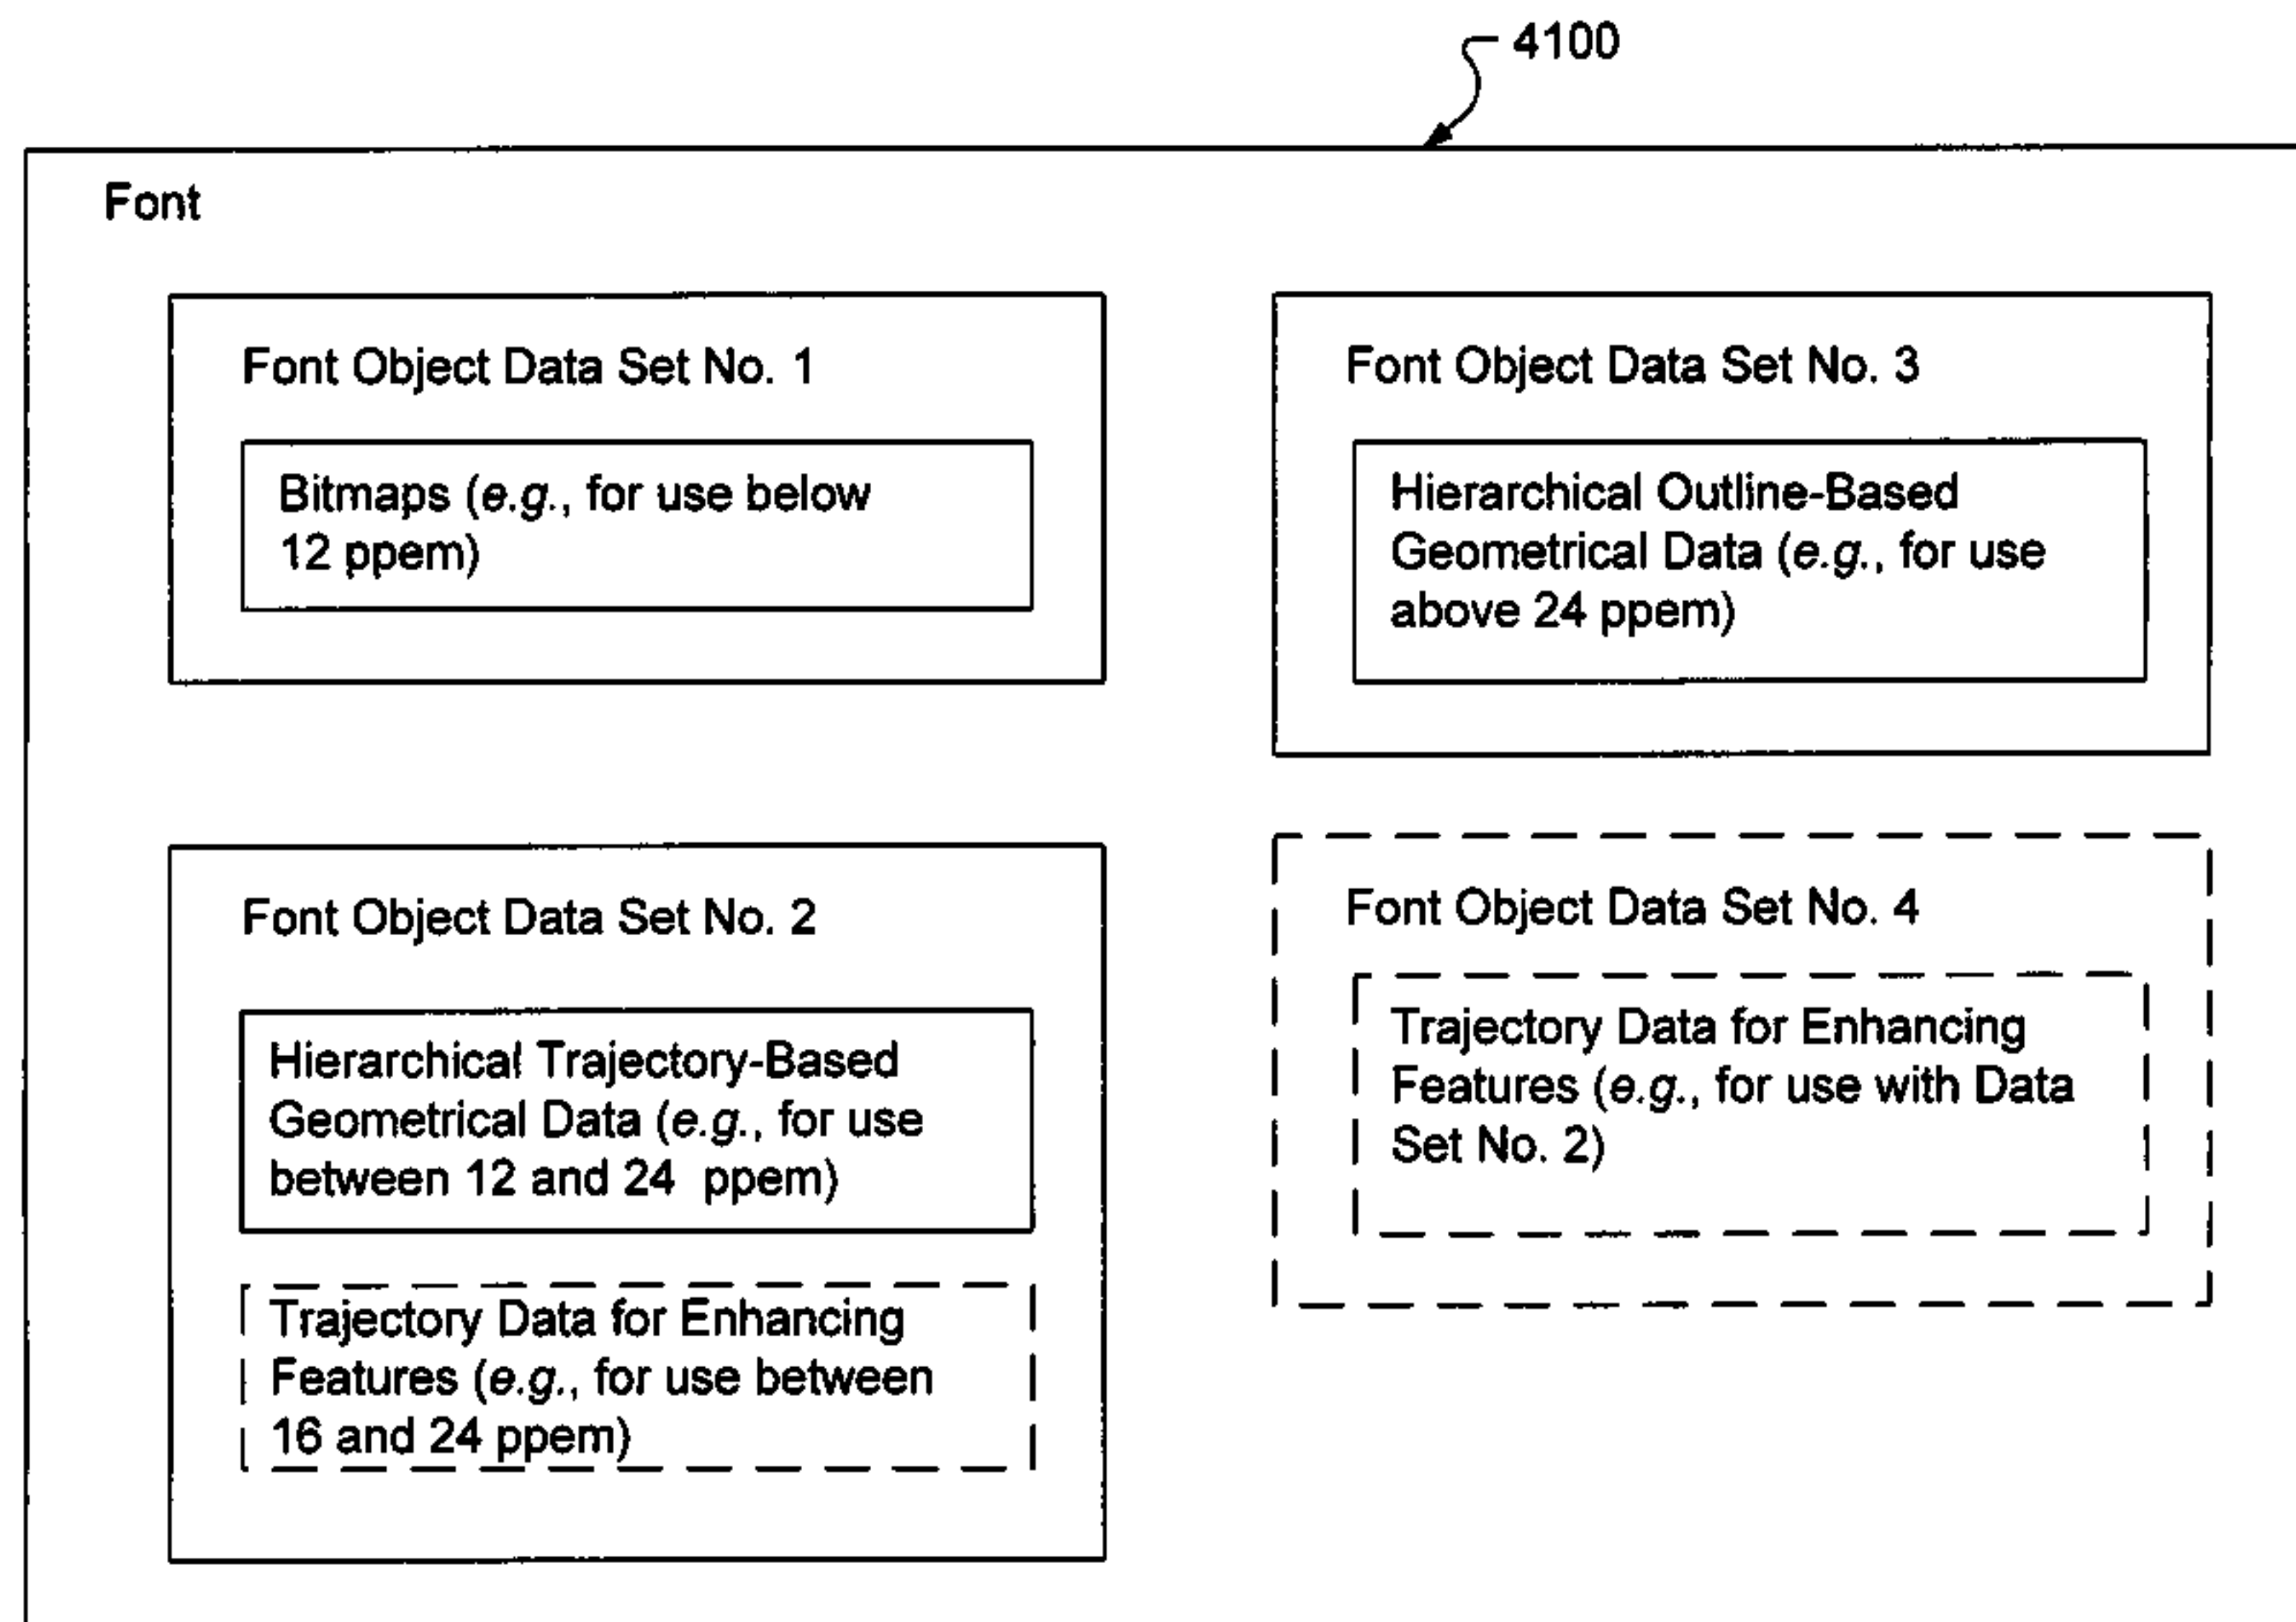 4100
Font
Font Object Data Set No. 1
Bitmaps (e.g., for use below
12 ppem)
Font Object Data Set No. 2
Hierarchical Trajectory-Based
Geometrical Data (e.g., for use
between 12 and 24 ppem)
Trajectory Data for Enhancing
Features (e.g., for use between
16 and 24 ppem)
Font Object Data Set No. 3
Hierarchical Outline-Based
Geometrical Data (e.g., for use
above 24 ppem)
Font Object Data Set No. 4
Trajectory Data for Enhancing
Features (e.g., for use with Data
Set No. 2)